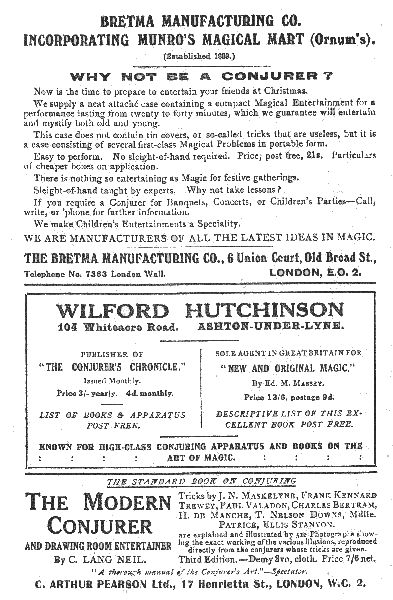 BRETMA MANUFACTURING CO.
INCORPORATING MUNRO'S MAGICAL MART (Ornum's).
(Established 1889.)
WHY NOT BE A CONJURER?
Now is the time to prepare to entertain your friends at Christmas.
We supply a neat attaché case containing a compact Magical Entertainment for a
performance lasting from twenty to forty minutes, which we guarantee will entertain
and mystify both old and young.
This case does not contain tin covers, or so-called tricks that are useless, but it is
a case consisting of several first-class Magical Problems in portable form.
Easy to perform. No sleight-of-hand required. Price, post free, 21s. Particulars
of cheaper boxes on application.
There is nothing so entertaining as Magic for festive gatherings.
Sleight-of-hand taught by experts. Why not take lessons?
If you require a Conjurer for Banquets, Concerts, or Children's Parties—Call,
write, or 'phone for further information.
We make Children's Entertainments a Speciality.
WE ARE MANUFACTURERS OF ALL THE LATEST IDEAS IN MAGIC.
THE BRETMA MANUFACTURING CO., 6 Union Court, Old Broad St.,
Telephone No. 7363 London Wall. LONDON, E.C. 2.
WILFORD HUTCHINSON
104 Whiteacre Road. ASHTON-UNDER-LYNE.
PUBLISHER OF
"THE CONJURER'S CHRONICLE."
Issued Monthly.
Price 3/- yearly. 4d. monthly.
LIST OF BOOKS & APPARATUS
POST FREE.
SOLE AGENT IN GREAT BRITAIN FOR
"NEW AND ORIGINAL MAGIC."
By Ed. M. Massey.
Price 13/6, postage 9d.
DESCRIPTIVE LIST OF THIS EX-
CELLENT BOOK POST FREE.
KNOWN FOR HIGH-CLASS CONJURING APPARATUS AND BOOKS ON THE
: : : : ART OF MAGIC. : : : :
THE STANDARD BOOK ON CONJURING
THE MODERN
CONJURER
AND DRAWING ROOM ENTERTAINER
By C. LANG NEIL.
Tricks by J. N. MASKELYNE, FRANK KENNARD
TREWEY, PAUL VALADON, CHARLES BERTRAM,
H. DE MANCHE, T. NELSON DOWNS, Mdlle.
PATRICE, ELLIS STANYON.
are explained and illustrated by Photographs show-
ing the exact working of the various illusions, reproduced
directly from the conjurers whose tricks are given.
Third Edition.—Demy 8vo, cloth. Price 7/6 net.
"A thorough manual of the Conjurer's Art"—Spectator.
C. ARTHUR PEARSON Ltd., 17 Henrietta St., LONDON, W.C. 2.